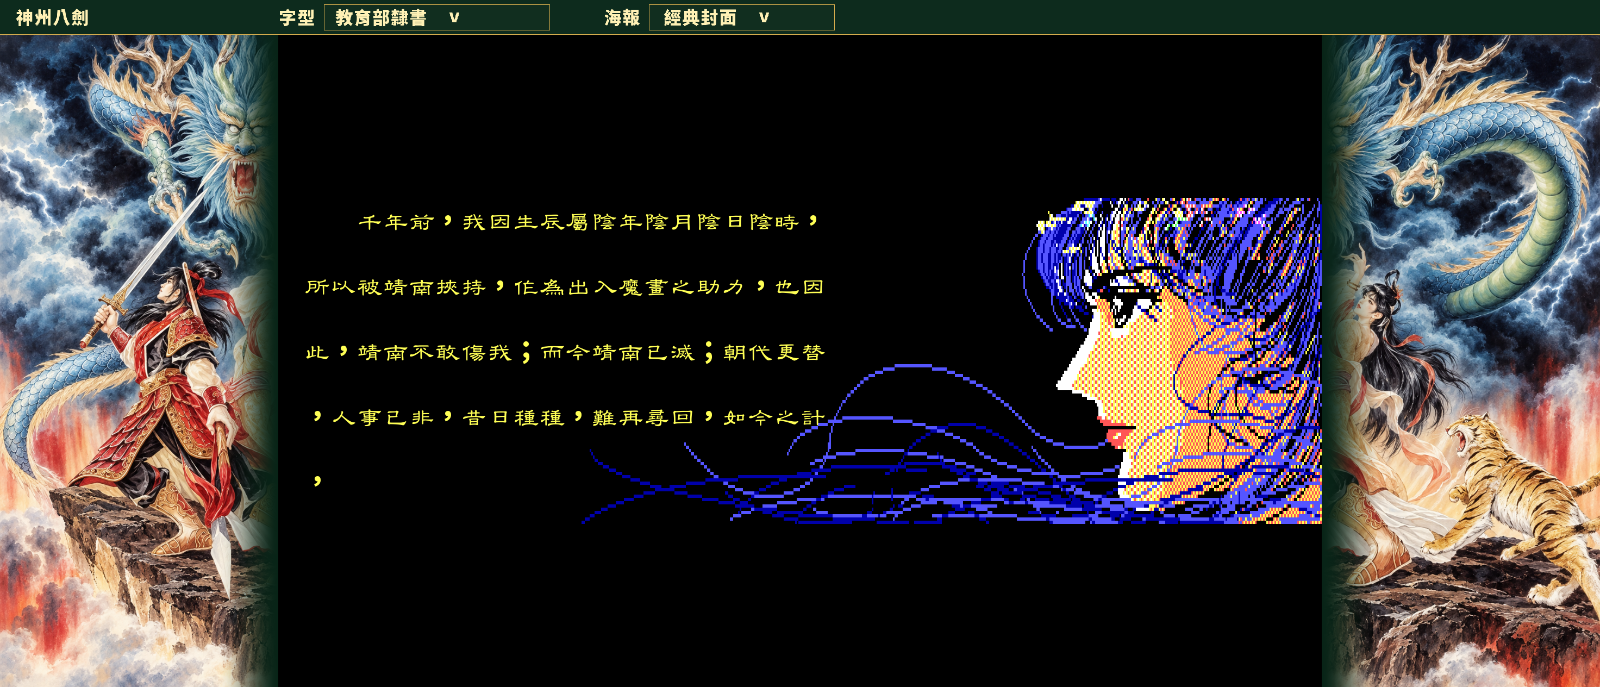 神州八劍 字型 教育部隸書 v 海報 經典封面 v
千年前，我因生辰屬陰年陰月陰日陰時，
所以被靖南挾持，作為出入魔畫之助力，也因
此，靖南不敢傷我；而今靖南已滅；朝代更替
，人事已非，昔日種種，難再尋回，如今之計
，